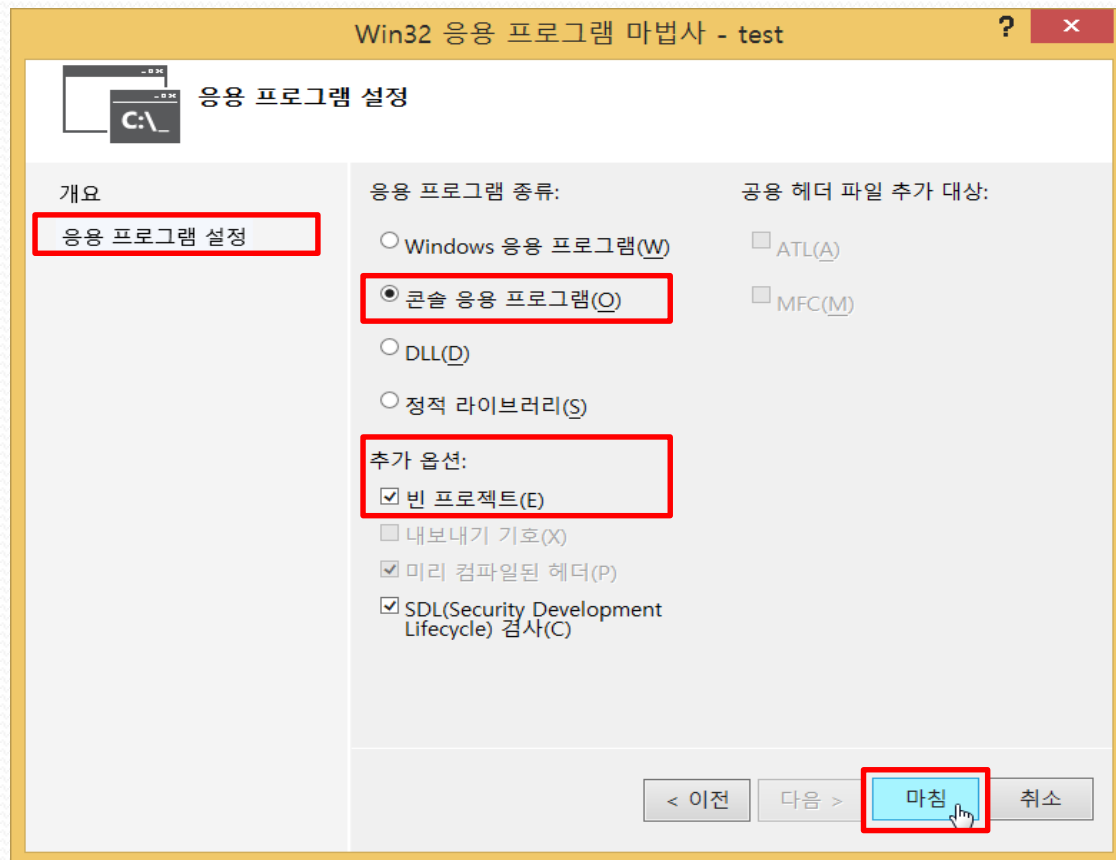 Win32 응용 프로그램 마법사 - test
?
×
C:\_
응용 프로그램 설정
개요
응용 프로그램 설정
응용 프로그램 종류:
Windows 응용 프로그램(W)
콘솔 응용 프로그램(O)
DLL(D)
정적 라이브러리(S)
추가 옵션:
빈 프로젝트(E)
내보내기 기호(X)
미리 컴파일된 헤더(P)
SDL(Security Development
Lifecycle) 검사(C)
공용 헤더 파일 추가 대상:
ATL(A)
MFC(M)
< 이전
다음 >
마침
취소